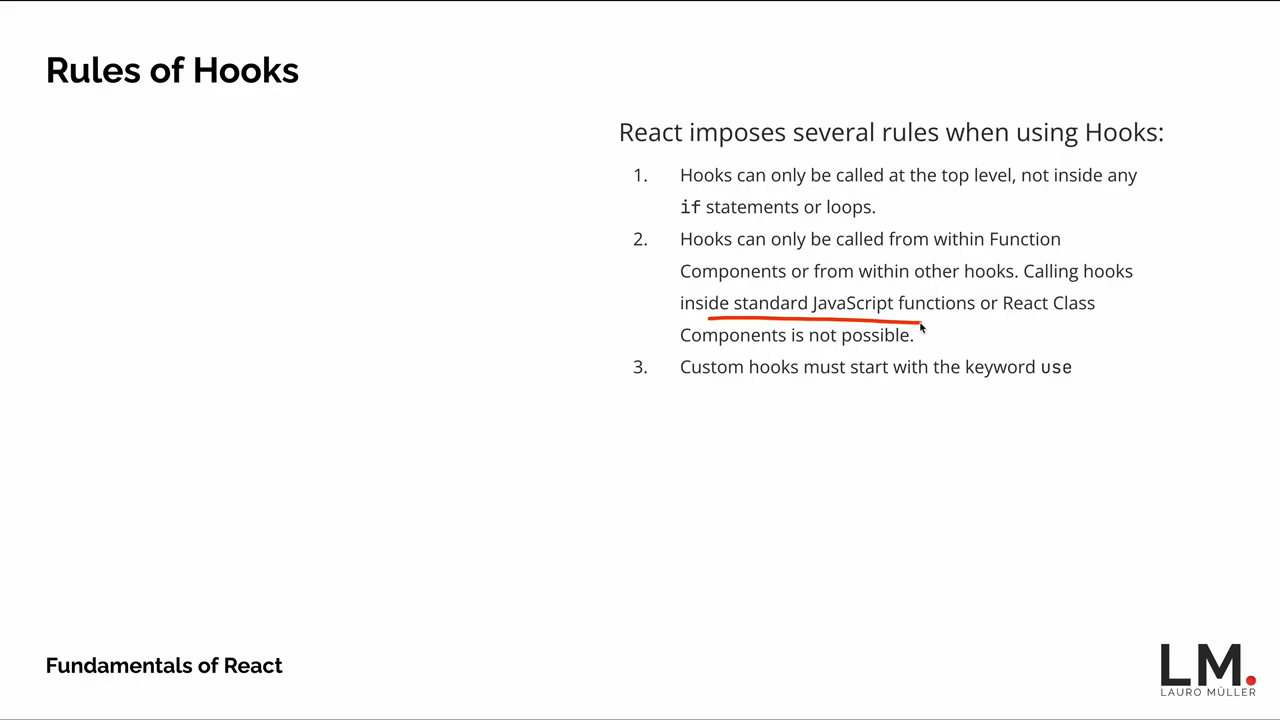 Rules of Hooks
React imposes several rules when using Hooks:
1. Hooks can only be called at the top level, not inside any
if statements or loops.
2. Hooks can only be called from within Function
Components or from within other hooks. Calling hooks
inside standard JavaScript functions or React Class
Components is not possible.
3. Custom hooks must start with the keyword use
Fundamentals of React
LM.
LAURO MÜLLER